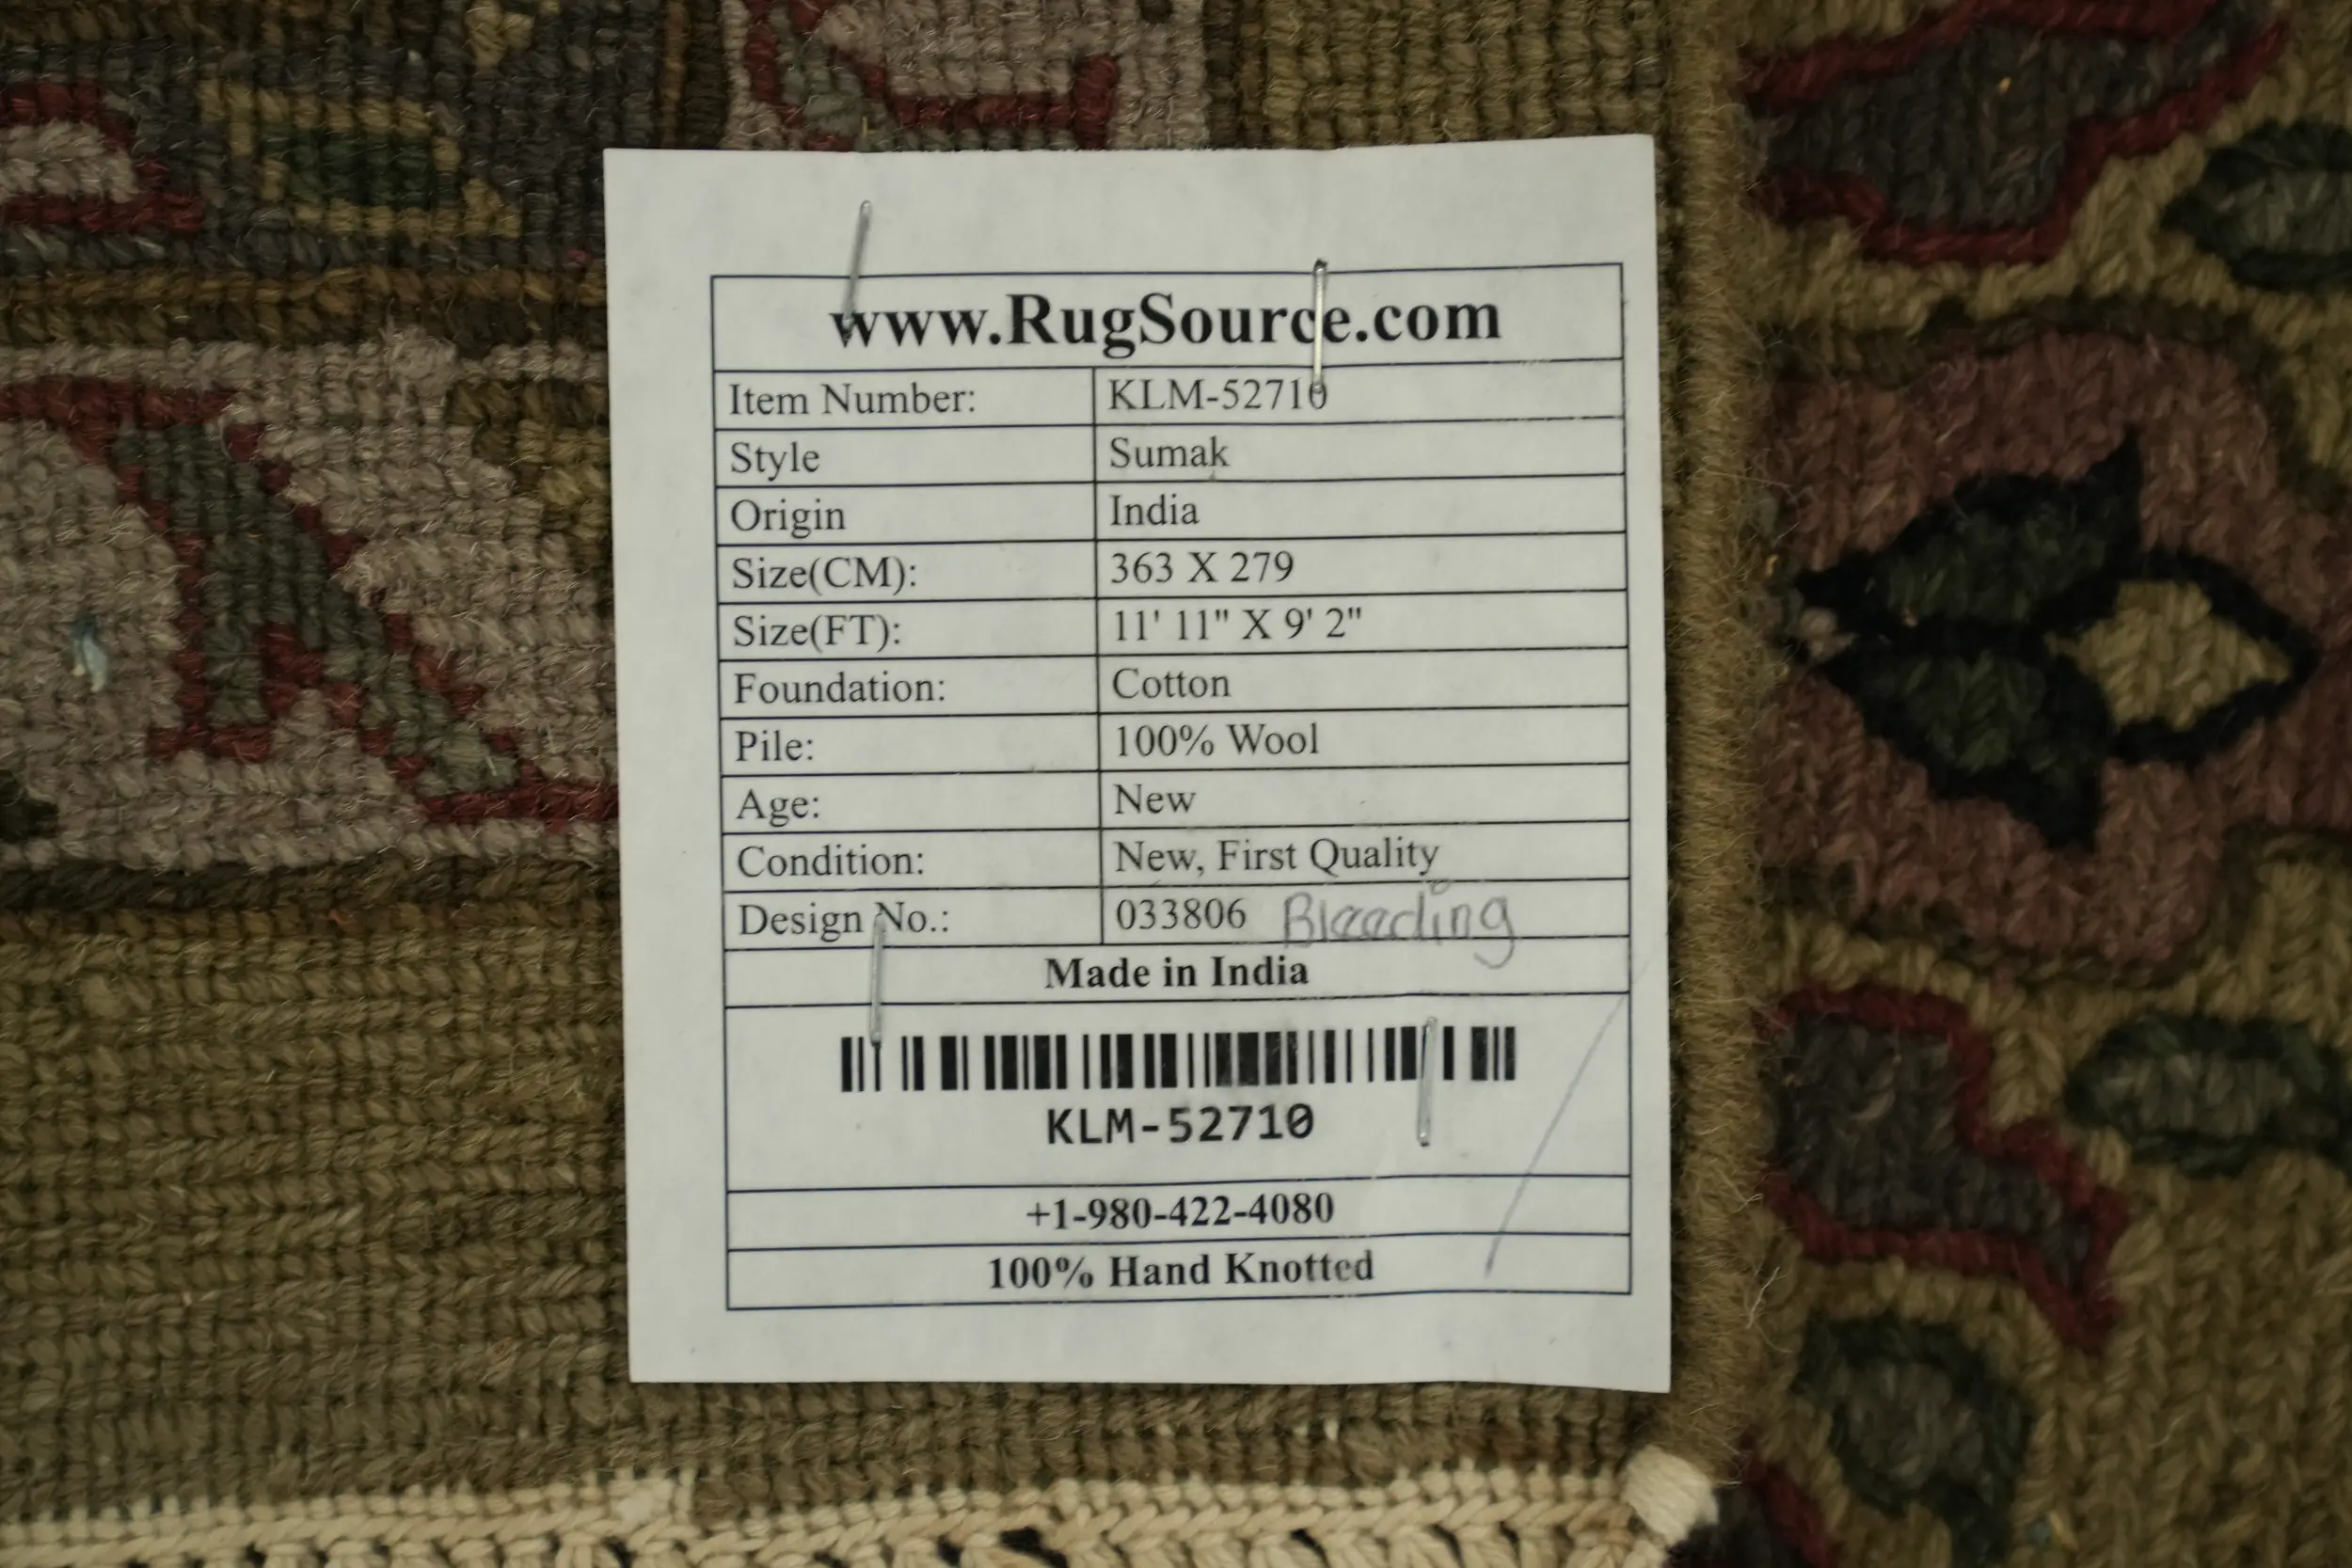 www.RugSource.com
Item Number: KLM-52710
Style Sumak
Origin India
Size(CM): 363 X 279
Size(FT): 11' 11" X 9' 2"
Foundation: Cotton
Pile: 100% Wool
Age: New
Condition: New, First Quality
Design No.: 033806 Bleeding
Made in India
KLM-52710
+1-980-422-4080
100% Hand Knotted